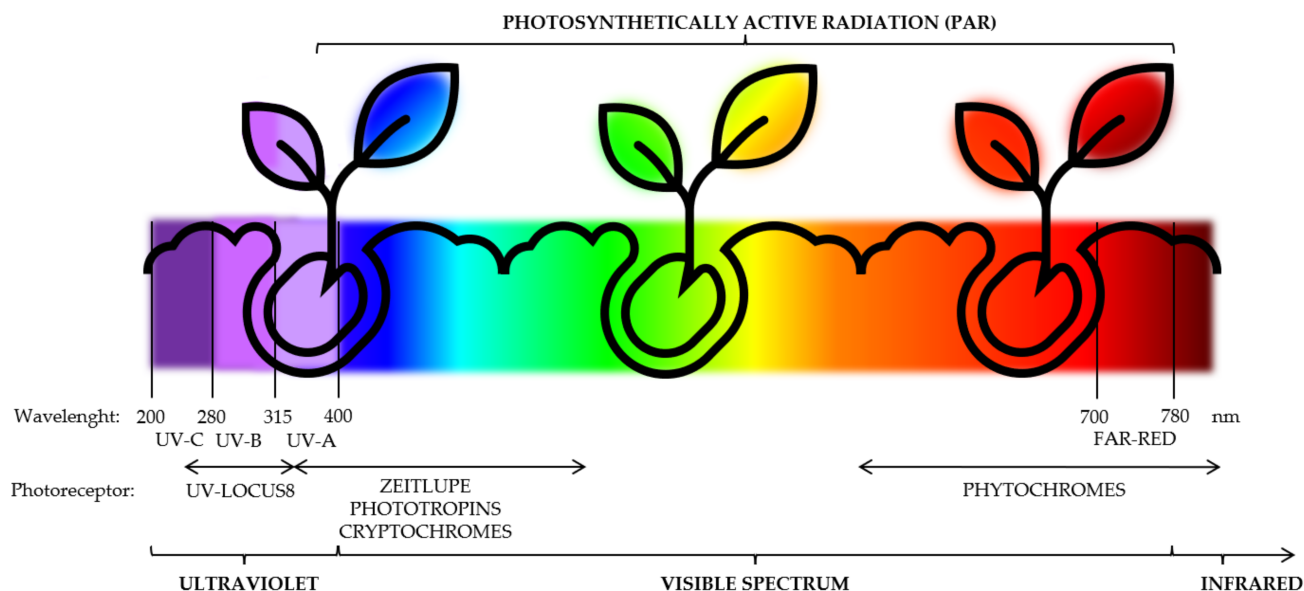 PHOTOSYNTHETICALLY ACTIVE RADIATION (PAR)
Wavelenght: 200 280 315 400 700 780 nm
UV-C UV-B UV-A FAR-RED
Photoreceptor: UV-LOCUS8 ZEITLUPE PHYTOCHROMES
PHOTOTROPINS
CRYPTOCHROMES
ULTRAVIOLET VISIBLE SPECTRUM INFRARED